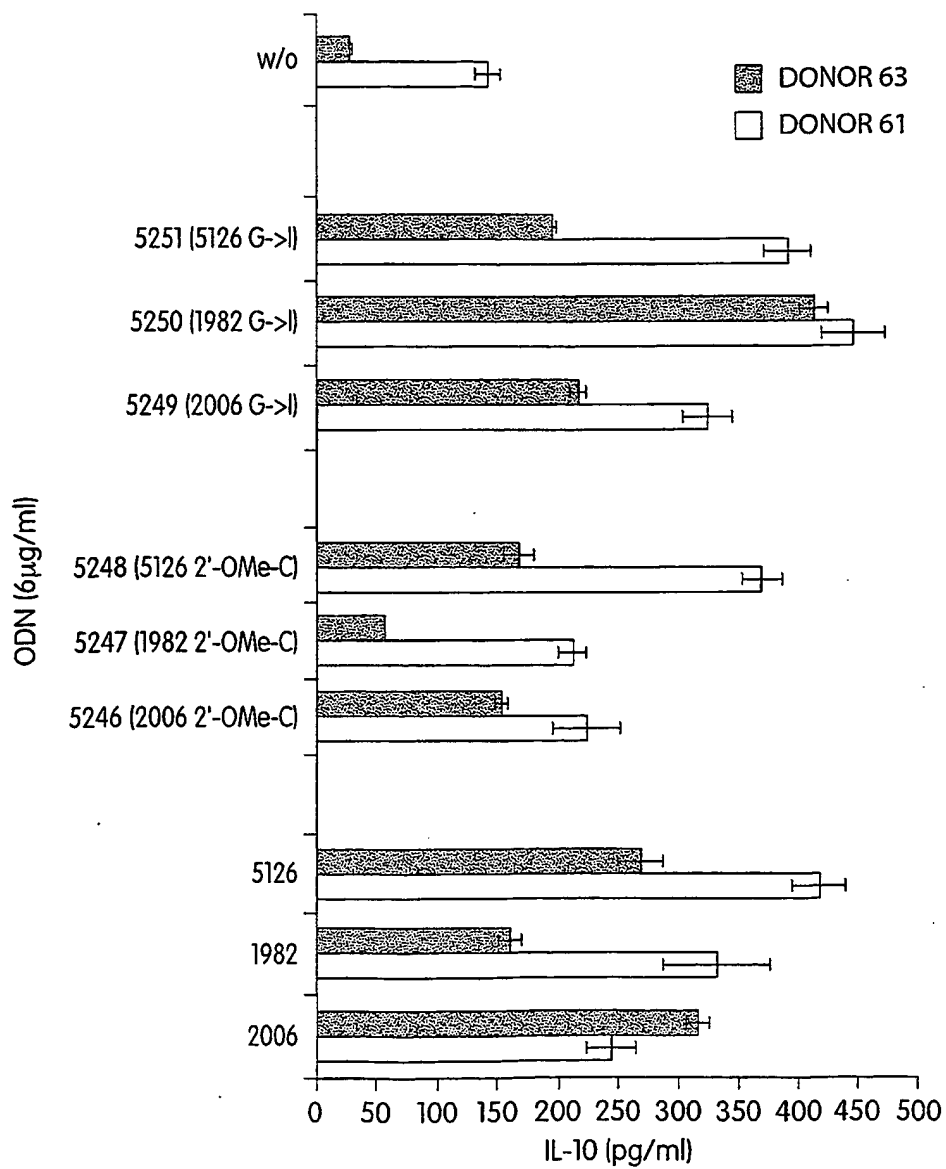 w/o
DONOR 63
DONOR 61
5251 (5126 G->I)
5250 (1982 G->I)
5249 (2006 G->I)
5248 (5126 2'-OMe-C)
5247 (1982 2'-OMe-C)
5246 (2006 2'-OMe-C)
5126
1982
2006
ODN (6μg/ml)
0 50 100 150 200 250 300 350 400 450 500
IL-10 (pg/ml)